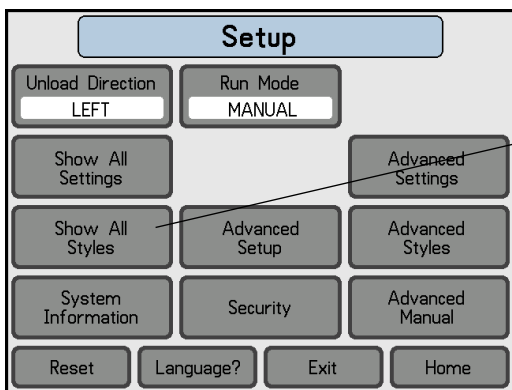 Setup
Unload Direction
LEFT
Run Mode
MANUAL
Show All
Settings
Advanced
Settings
Show All
Styles
Advanced
Setup
Advanced
Styles
System
Information
Security
Advanced
Manual
Reset
Language?
Exit
Home